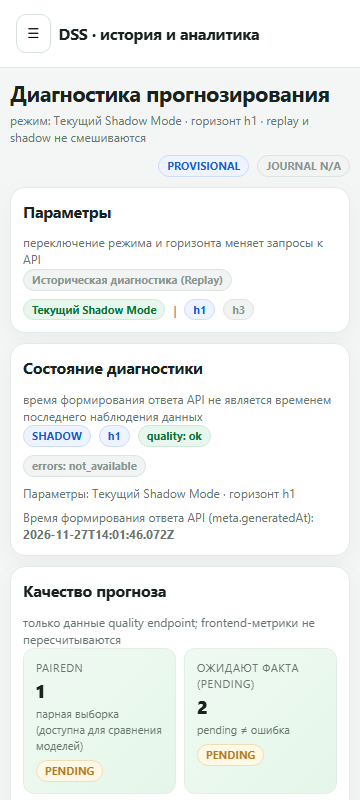 ☰ DSS · история и аналитика
Диагностика прогнозирования
режим: Текущий Shadow Mode · горизонт h1 · replay и
shadow не смешиваются
PROVISIONAL JOURNAL N/A
Параметры
переключение режима и горизонта меняет запросы к
API
Историческая диагностика (Replay)
Текущий Shadow Mode | h1 h3
Состояние диагностики
время формирования ответа API не является временем
последнего наблюдения данных
SHADOW h1 quality: ok
errors: not_available
Параметры: Текущий Shadow Mode · горизонт h1
Время формирования ответа API (meta.generatedAt):
2026-11-27T14:01:46.072Z
Качество прогноза
только данные quality endpoint; frontend-метрики не
пересчитываются
PAIREDN
1
парная выборка
(доступна для сравнения
моделей)
PENDING
ОЖИДАЮТ ФАКТА
(PENDING)
2
pending ≠ ошибка
PENDING